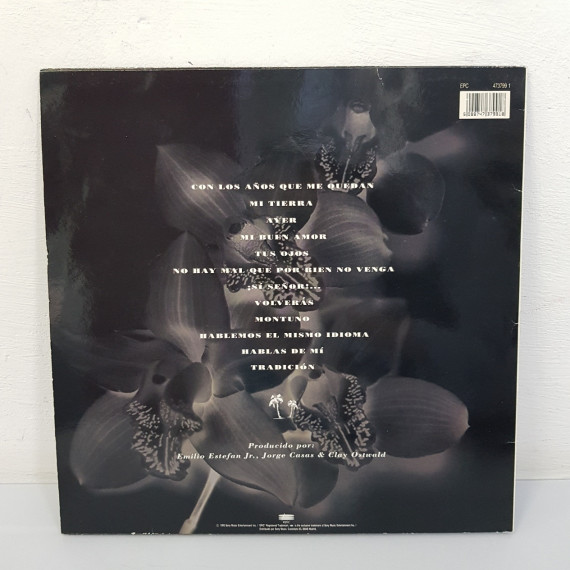 EPC 473799 1
CON LOS AÑOS QUE ME QUEDAN
MI TIERRA
AYER
MI BUEN AMOR
TUS OJOS
NO HAY MAL QUE POR BIEN NO VENGA
¡SÍ SEÑOR!...
VOLVERÁS
MONTUNO
HABLEMOS EL MISMO IDIOMA
HABLAS DE Mí
TRADICIóN
Producido por:
Emilio Estefan Jr., Jorge Casas & Clay Ostwald